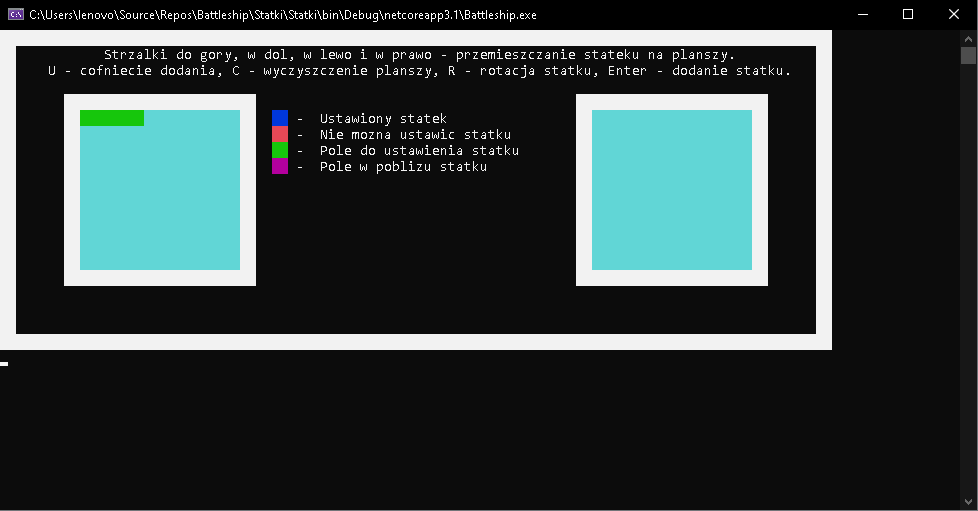 C:\Users\lenovo\Source\Repos\Battleship\Statki\Statki\bin\Debug\netcoreapp3.1\Battleship.exe
Strzalki do gory, w dol, w lewo i w prawo - przemieszczanie stateku na planszy.
U - cofniecie dodania, C - wyczyszczenie planszy, R - rotacja statku, Enter - dodanie statku.
- Ustawiony statek
- Nie mozna ustawic statku
- Pole do ustawienia statku
- Pole w poblizu statku